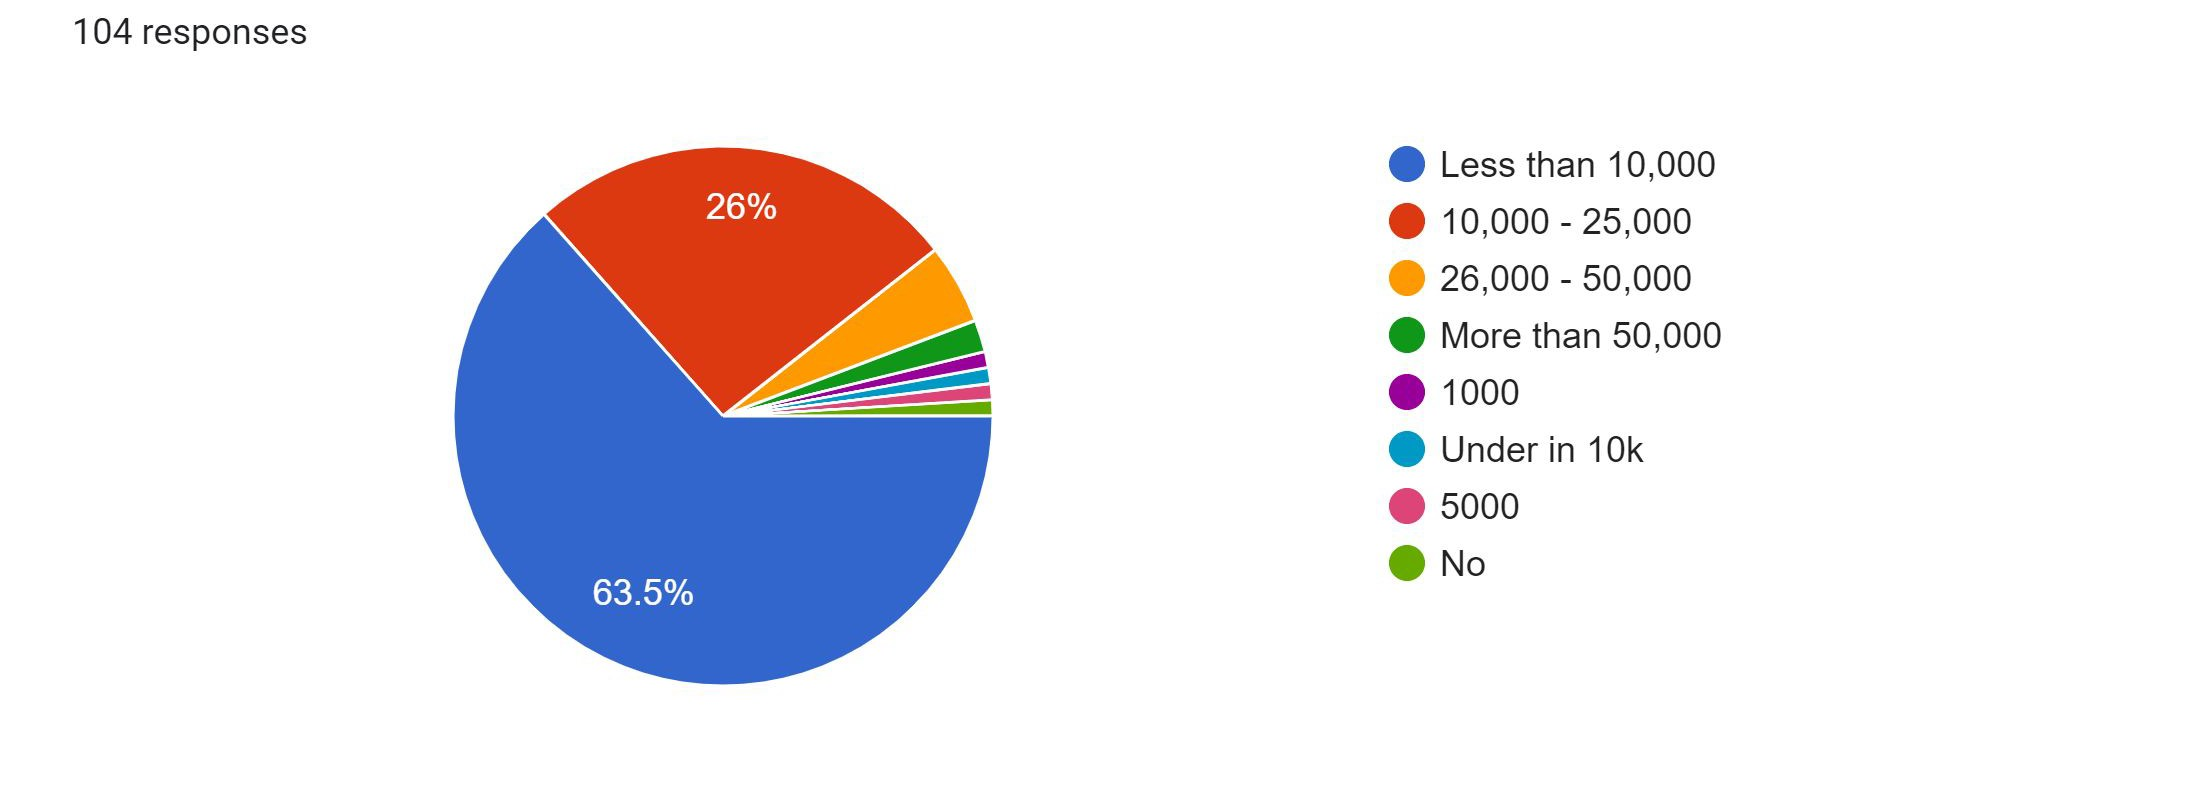 104 responses
26%
63.5%
Less than 10,000
10,000 - 25,000
26,000 - 50,000
More than 50,000
1000
Under in 10k
5000
No